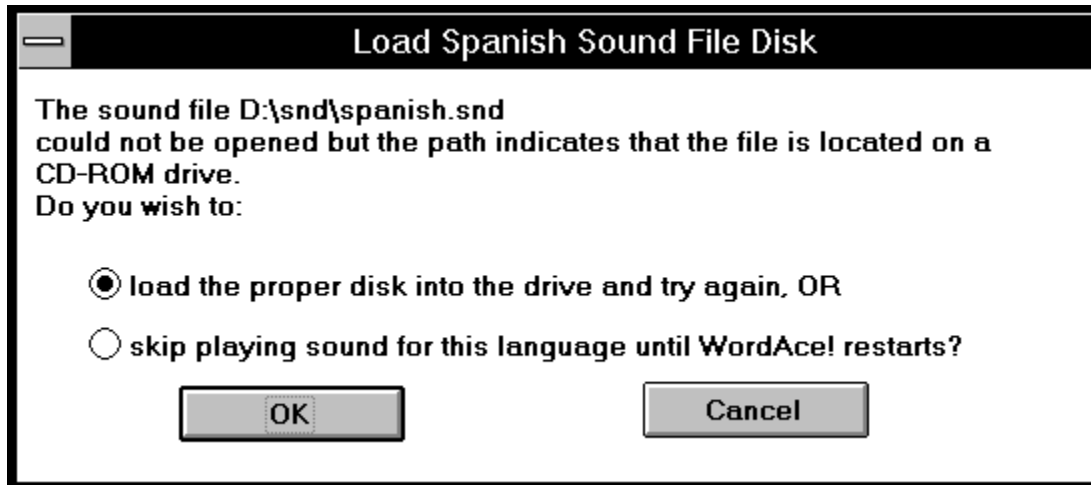 Load Spanish Sound File Disk
The sound file D:\snd\spanish.snd
could not be opened but the path indicates that the file is located on a
CD-ROM drive.
Do you wish to:
load the proper disk into the drive and try again, OR
skip playing sound for this language until WordAce! restarts?
OK
Cancel